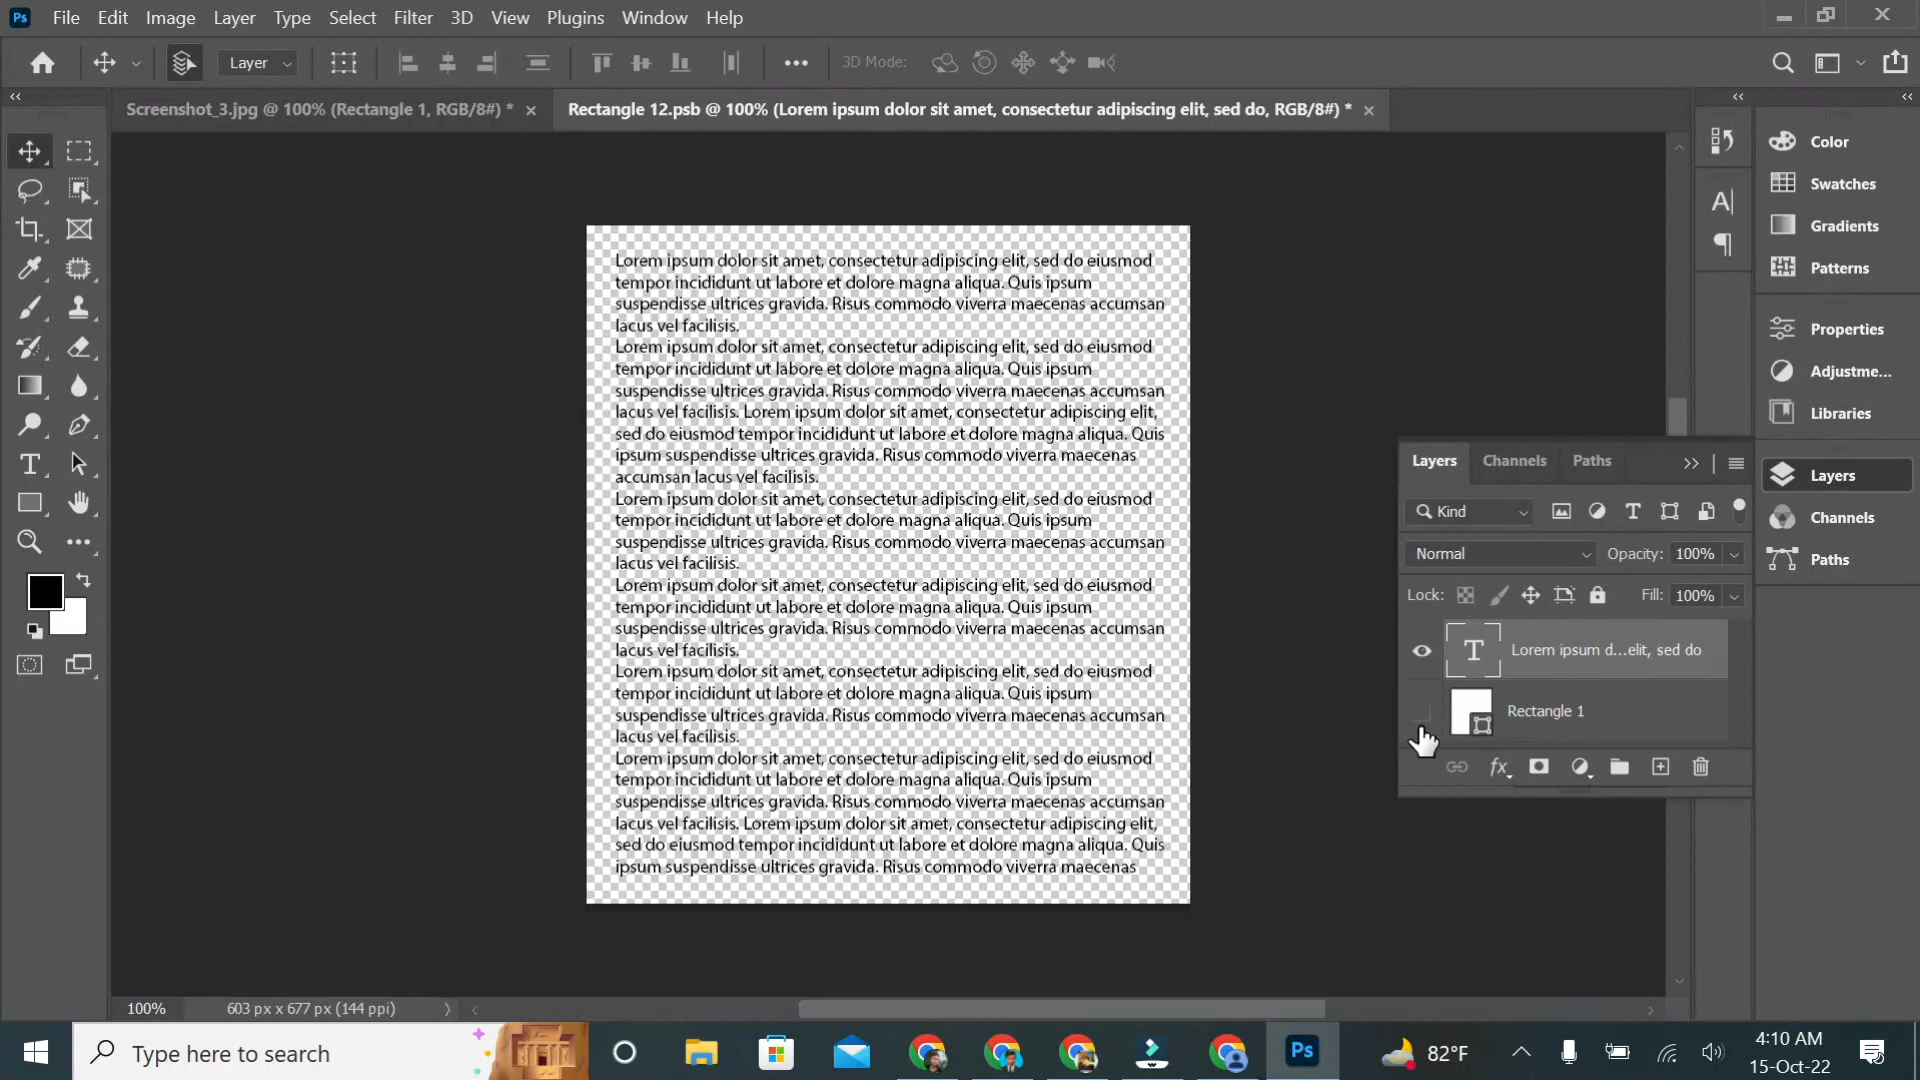 Ps File Edit Image Layer Type Select Filter 3D View Plugins Window Help
Layer 3D Mode:
Screenshot_3.jpg @ 100% (Rectangle 1, RGB/8#) *
Rectangle 12.psb @ 100% (Lorem ipsum dolor sit amet, consectetur adipiscing elit, sed do, RGB/8#) *
Lorem ipsum dolor sit amet, consectetur adipiscing elit, sed do eiusmod
tempor incididunt ut labore et dolore magna aliqua. Quis ipsum
suspendisse ultrices gravida. Risus commodo viverra maecenas accumsan
lacus vel facilisis.
Lorem ipsum dolor sit amet, consectetur adipiscing elit, sed do eiusmod
tempor incididunt ut labore et dolore magna aliqua. Quis ipsum
suspendisse ultrices gravida. Risus commodo viverra maecenas accumsan
lacus vel facilisis. Lorem ipsum dolor sit amet, consectetur adipiscing elit,
sed do eiusmod tempor incididunt ut labore et dolore magna aliqua. Quis
ipsum suspendisse ultrices gravida. Risus commodo viverra maecenas
accumsan lacus vel facilisis.
Lorem ipsum dolor sit amet, consectetur adipiscing elit, sed do eiusmod
tempor incididunt ut labore et dolore magna aliqua. Quis ipsum
suspendisse ultrices gravida. Risus commodo viverra maecenas accumsan
lacus vel facilisis.
Lorem ipsum dolor sit amet, consectetur adipiscing elit, sed do eiusmod
tempor incididunt ut labore et dolore magna aliqua. Quis ipsum
suspendisse ultrices gravida. Risus commodo viverra maecenas accumsan
lacus vel facilisis.
Lorem ipsum dolor sit amet, consectetur adipiscing elit, sed do eiusmod
tempor incididunt ut labore et dolore magna aliqua. Quis ipsum
suspendisse ultrices gravida. Risus commodo viverra maecenas accumsan
lacus vel facilisis.
Lorem ipsum dolor sit amet, consectetur adipiscing elit, sed do eiusmod
tempor incididunt ut labore et dolore magna aliqua. Quis ipsum
suspendisse ultrices gravida. Risus commodo viverra maecenas accumsan
lacus vel facilisis. Lorem ipsum dolor sit amet, consectetur adipiscing elit,
sed do eiusmod tempor incididunt ut labore et dolore magna aliqua. Quis
ipsum suspendisse ultrices gravida. Risus commodo viverra maecenas
Color
Swatches
Gradients
Patterns
Properties
Adjustme...
Libraries
Layers
Channels
Paths
Layers Channels Paths
Kind
Normal Opacity: 100%
Lock: Fill: 100%
Lorem ipsum d...elit, sed do
Rectangle 1
100% 603 px x 677 px (144 ppi)
Type here to search
Ps
82°F
4:10 AM
15-Oct-22